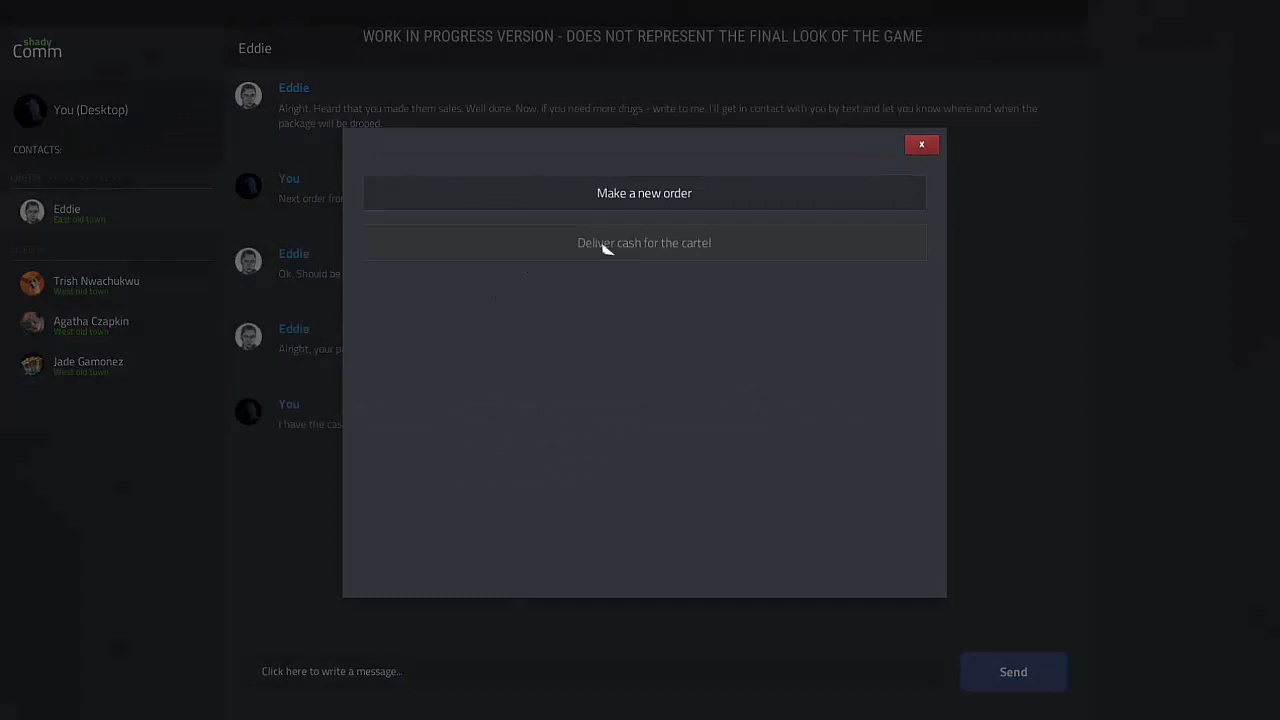 WORK IN PROGRESS VERSION - DOES NOT REPRESENT THE FINAL LOOK OF THE GAME
shady
Comm
Eddie
You (Desktop)
CONTACTS:
Eddie
East old town
Trish Nwachukwu
West old town
Agatha Czapkin
West old town
Jade Gamonez
West old town
Eddie
Alright. Heard that you made them sales. Well done. Now, if you need more drugs - write to me. I'll get in contact with you by text and let you know where and when the
package will be droped.
You
Next order
Eddie
Ok. Should be
Eddie
Alright, your
You
I have the
x
Make a new order
Deliver cash for the cartel
Click here to write a message...
Send